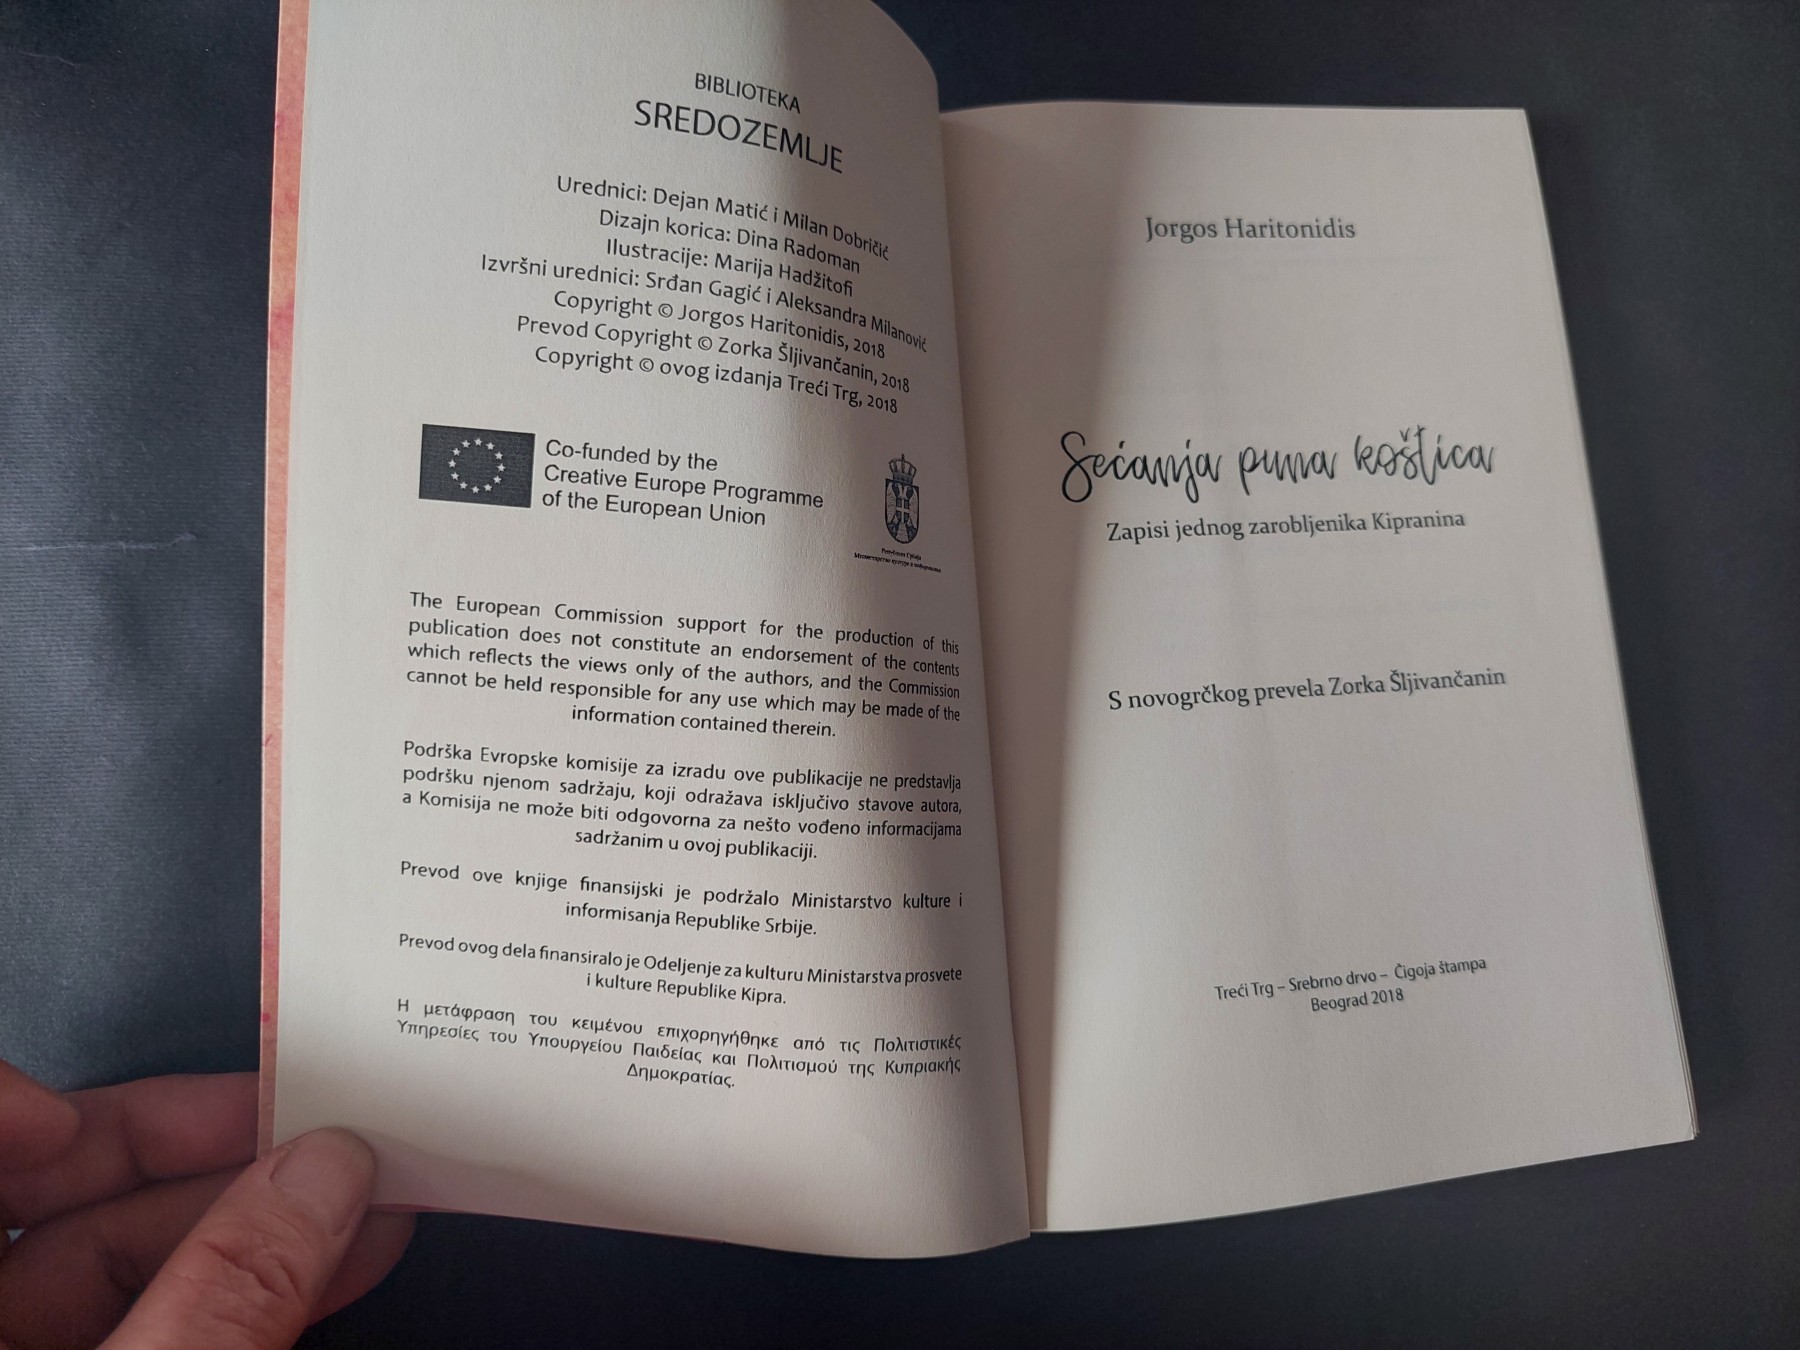 BIBLIOTEKA
SREDOZEMLJE
Urednici: Dejan Matić i Milan Dobričić
Dizajn korica: Dina Radoman
Ilustracije: Marija Hadžitofi
Izvršni urednici: Srđan Gagić i Aleksandra Milanović
Copyright © Jorgos Haritonidis, 2018
Prevod Copyright © Zorka Šljivančanin, 2018
Copyright © ovog izdanja Treći Trg, 2018
Co-funded by the
Creative Europe Programme
of the European Union
Република Србија
Министарство културе и информисања
The European Commission support for the production of this
publication does not constitute an endorsement of the contents
which reflects the views only of the authors, and the Commission
cannot be held responsible for any use which may be made of the
information contained therein.
Podrška Evropske komisije za izradu ove publikacije ne predstavlja
podršku njenom sadržaju, koji odražava isključivo stavove autora,
a Komisija ne može biti odgovorna za nešto vođeno informacijama
sadržanim u ovoj publikaciji.
Prevod ove knjige finansijski je podržalo Ministarstvo kulture i
informisanja Republike Srbije.
Prevod ovog dela finansiralo je Odeljenje za kulturu Ministarstva prosvete
i kulture Republike Kipra.
Η μετάφραση του κειμένου επιχορηγήθηκε από τις Πολιτιστικές
Υπηρεσίες του Υπουργείου Παιδείας και Πολιτισμού της Κυπριακής
Δημοκρατίας.
Jorgos Haritonidis
Sećanja puna koštica
Zapisi jednog zarobljenika Kipranina
S novogrčkog prevela Zorka Šljivančanin
Treći Trg – Srebrno drvo – Čigoja štampa
Beograd 2018